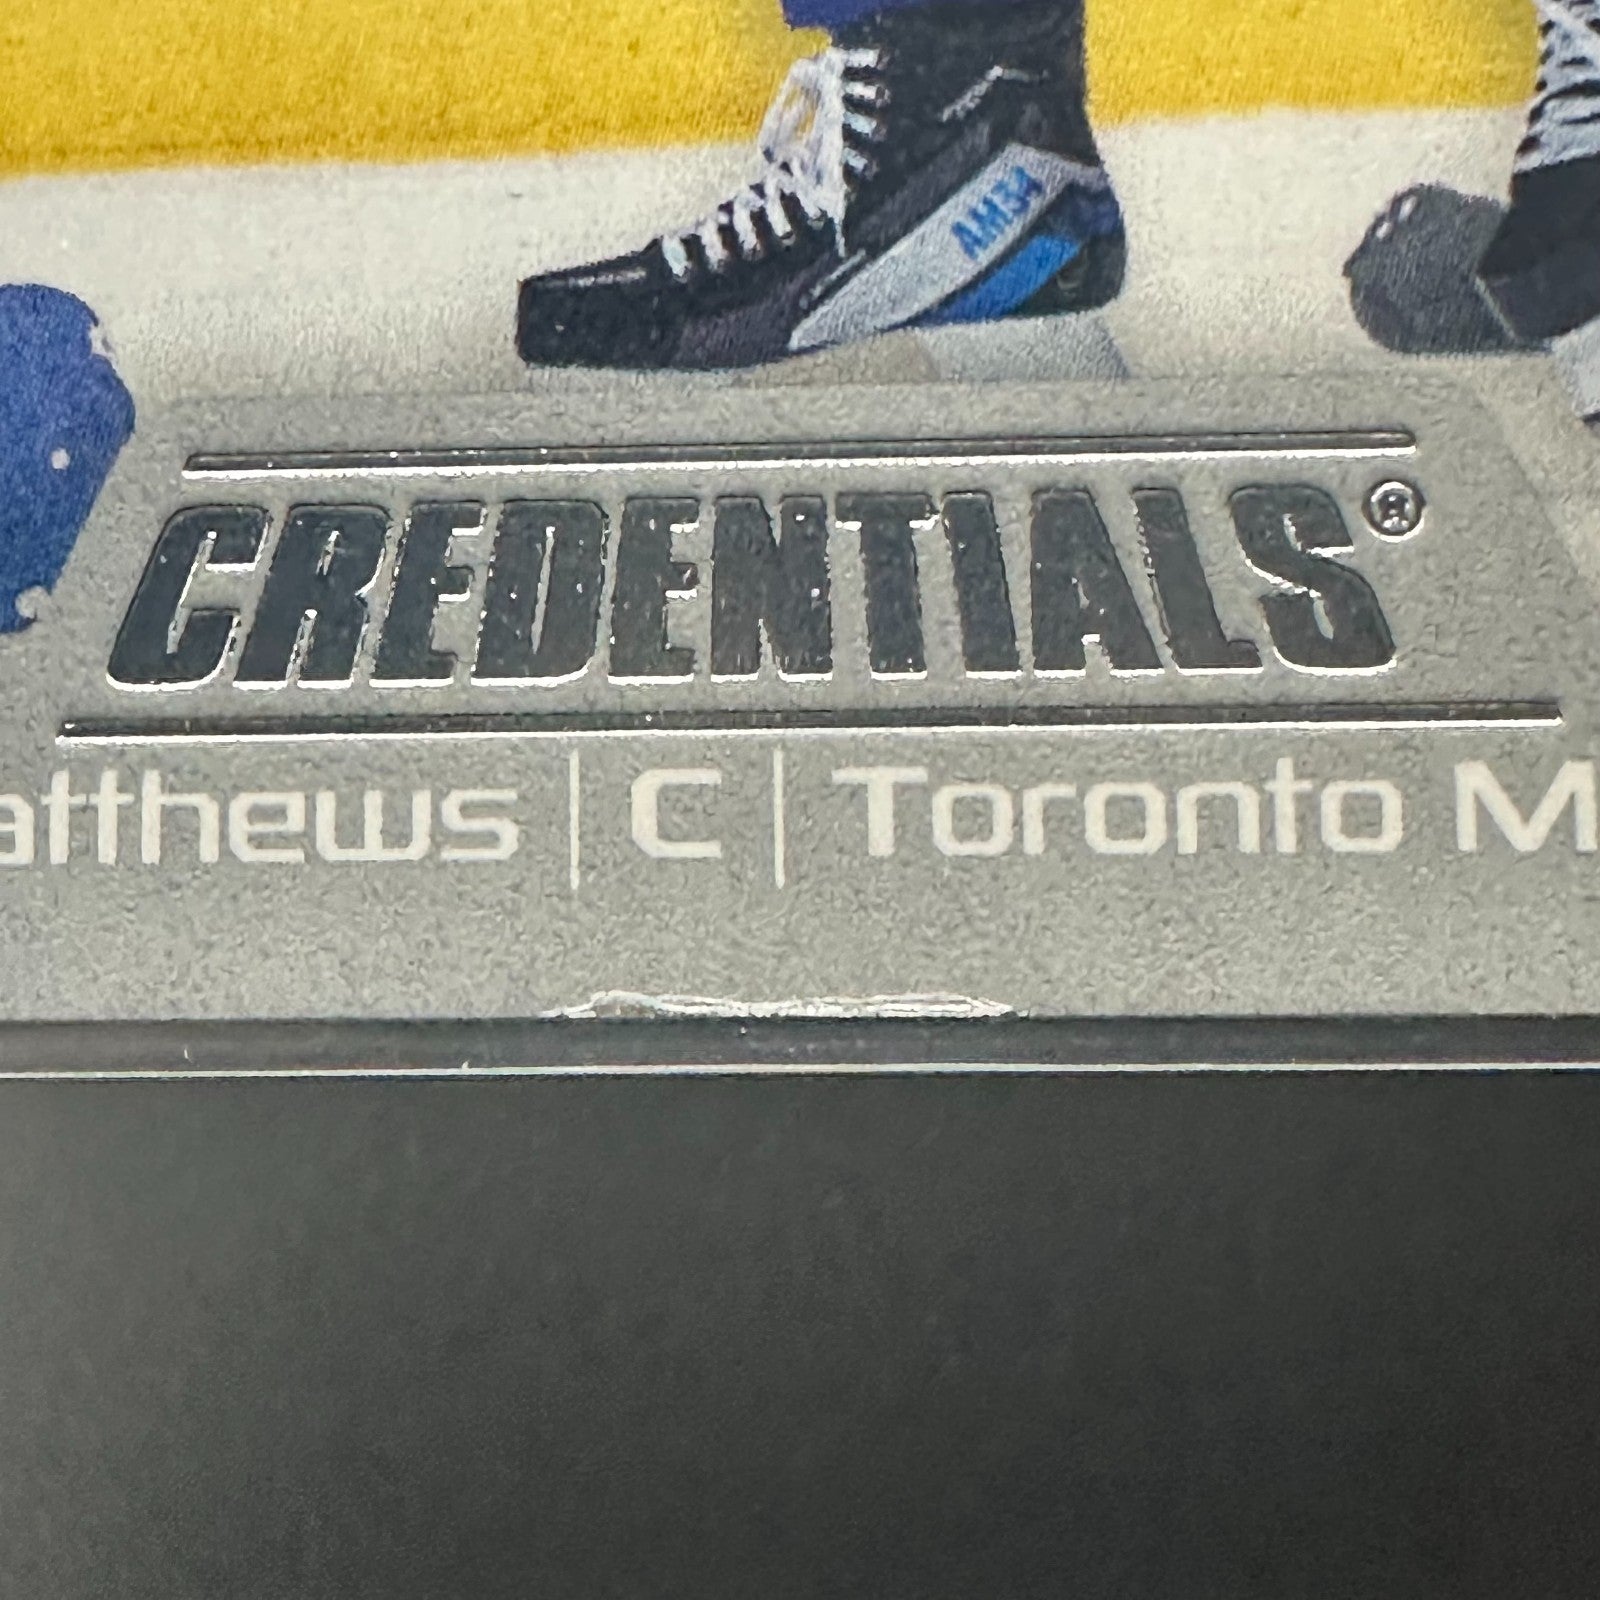 AM34
CREDENTIALS®
atthews | C | Toronto M